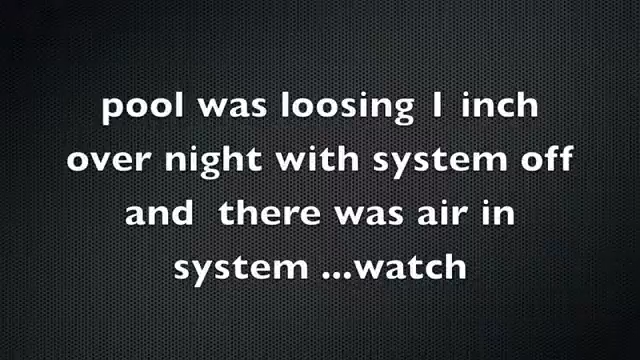 pool was loosing 1 inch
over night with system off
and  there was air in
system ...watch